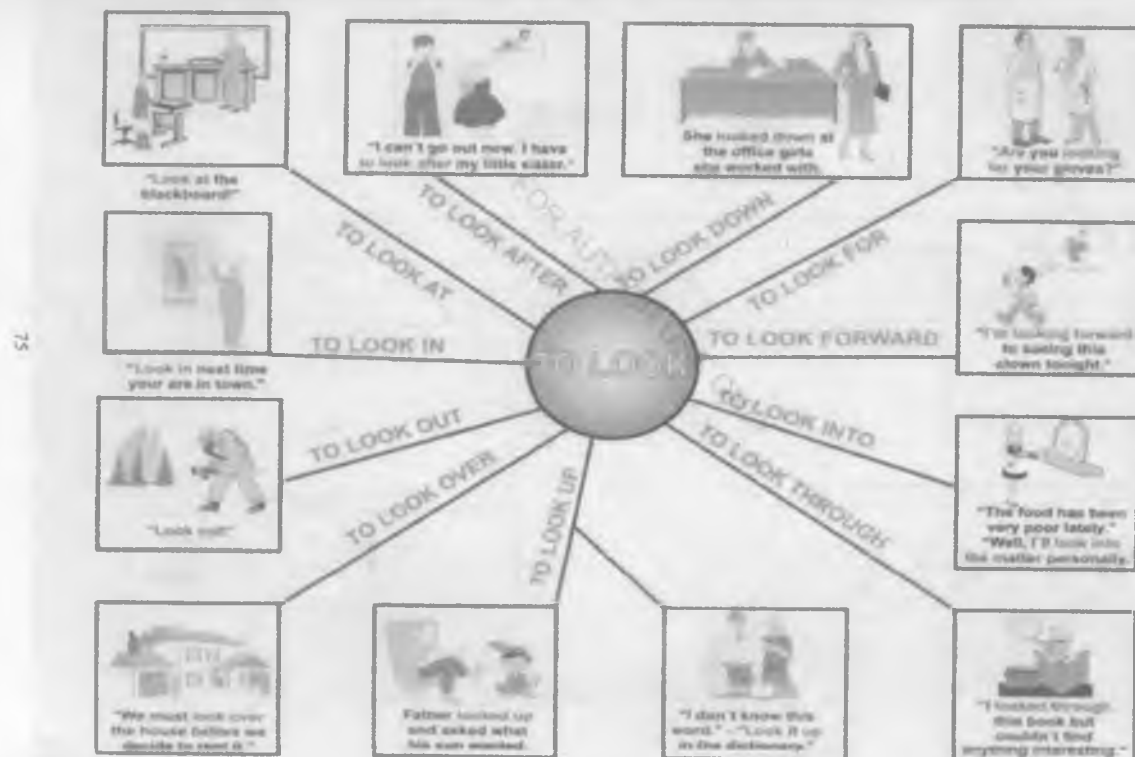 "Look at the
blackboard!"
"I can't go out now. I have
to look after my little sister."
She looked down at
the office girls
she worked with.
"Are you looking
for your gloves?"
TO LOOK AT
TO LOOK AFTER
FOR AUT
TO LOOK DOWN
TO LOOK FOR
"Look in next time
your are in town."
TO LOOK IN
TO LOOK
TO LOOK FORWARD
"I'm looking forward
to seeing this
clown tonight."
75
"Look out!"
TO LOOK OUT
TO LOOK OVER
TO LOOK UP
TO LOOK THROUGH
TO LOOK INTO
"The food has been
very poor lately."
"Well, I'll look into
the matter personally.
"We must look over
the house before we
decide to rent it."
Father looked up
and asked what
his son wanted.
"I don't know this
word." - "Look it up
in the dictionary."
"I looked through
this book but
couldn't find
anything interesting."